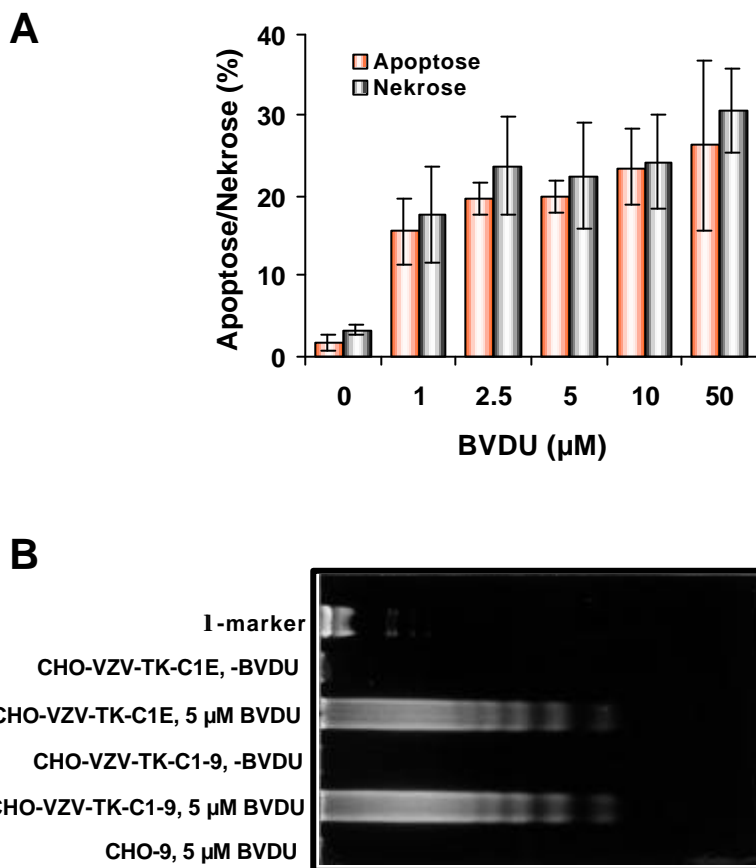 A
Apoptose/Nekrose (%)
40
30
20
10
0
Apoptose
Nekrose
0 1 2.5 5 10 50
BVDU (µM)
B
l-marker
CHO-VZV-TK-C1E, -BVDU
CHO-VZV-TK-C1E, 5 µM BVDU
CHO-VZV-TK-C1-9, -BVDU
CHO-VZV-TK-C1-9, 5 µM BVDU
CHO-9, 5 µM BVDU